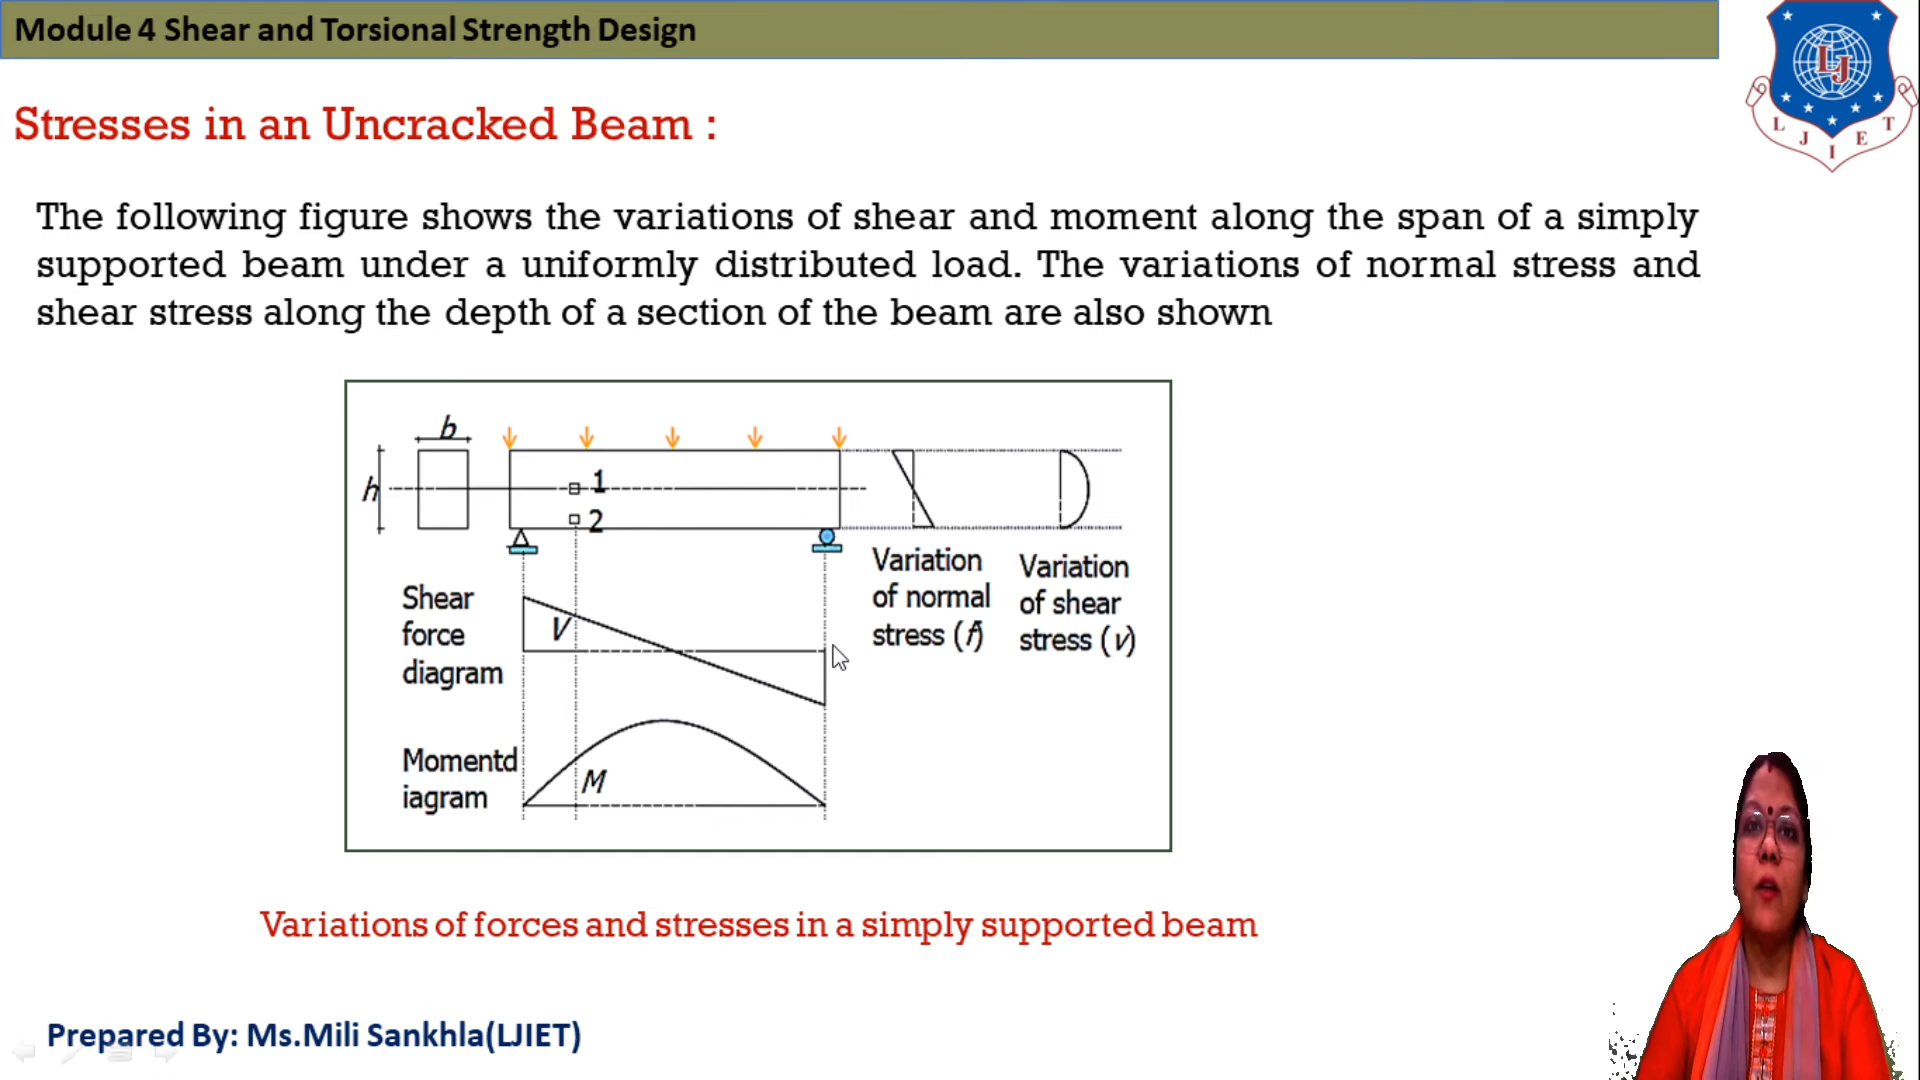 Module 4 Shear and Torsional Strength Design
L J I E T
LJ
Stresses in an Uncracked Beam :
The following figure shows the variations of shear and moment along the span of a simply
supported beam under a uniformly distributed load. The variations of normal stress and
shear stress along the depth of a section of the beam are also shown
b
h
1
2
Variation
of normal
stress (f)
Variation
of shear
stress (v)
Shear
force
diagram
V
Momentd
iagram
M
Variations of forces and stresses in a simply supported beam
Prepared By: Ms.Mili Sankhla(LJIET)